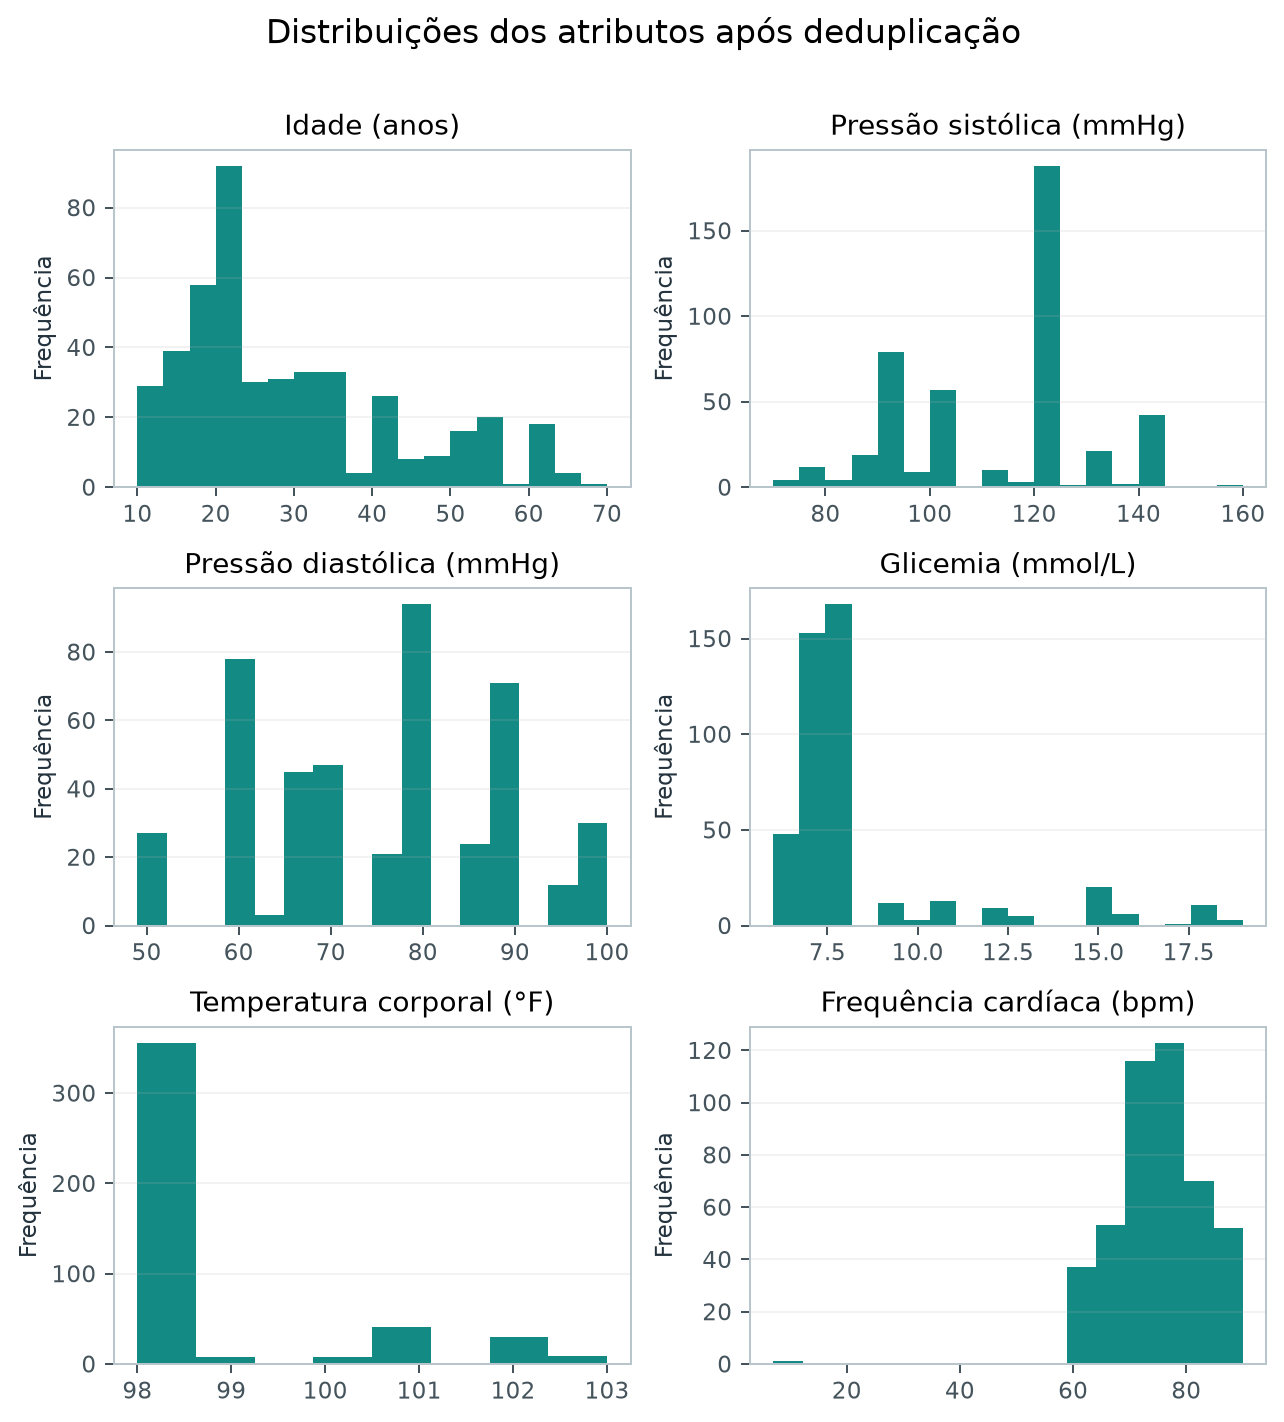 Distribuições dos atributos após deduplicação
Idade (anos)
Frequência
80
60
40
20
0
10 20 30 40 50 60 70
Pressão sistólica (mmHg)
Frequência
150
100
50
0
80 100 120 140 160
Pressão diastólica (mmHg)
Frequência
80
60
40
20
0
50 60 70 80 90 100
Glicemia (mmol/L)
Frequência
150
100
50
0
7.5 10.0 12.5 15.0 17.5
Temperatura corporal (°F)
Frequência
300
200
100
0
98 99 100 101 102 103
Frequência cardíaca (bpm)
Frequência
120
100
80
60
40
20
0
20 40 60 80